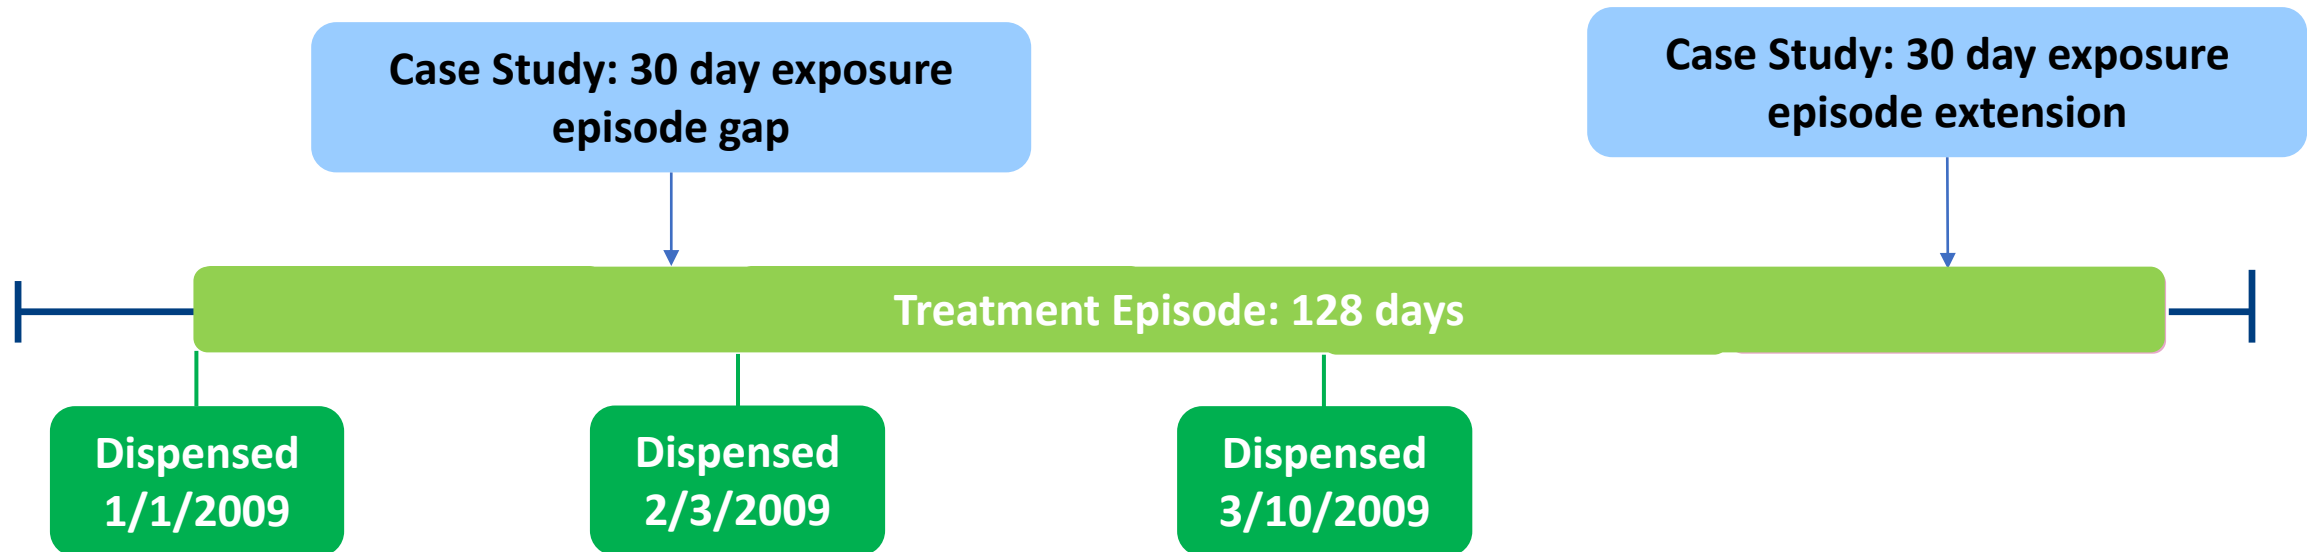 Case Study: 30 day exposure
episode gap
Case Study: 30 day exposure
episode extension
Treatment Episode: 128 days
Dispensed
1/1/2009
Dispensed
2/3/2009
Dispensed
3/10/2009